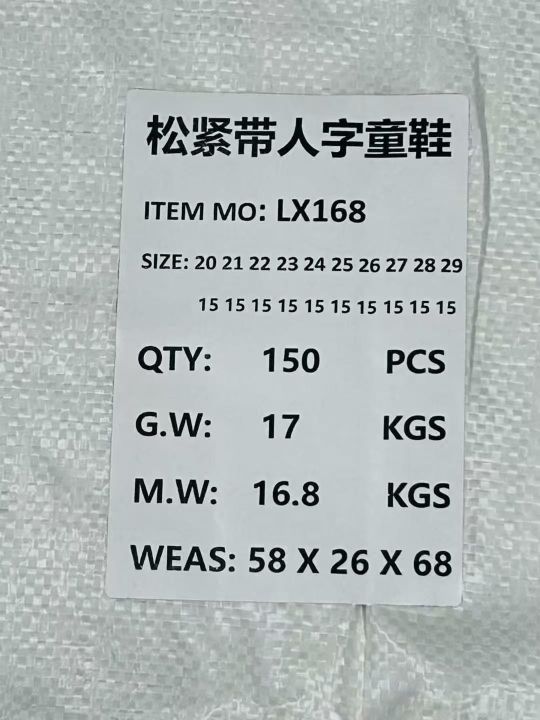 松紧带人字童鞋
ITEM MO: LX168
SIZE: 20 21 22 23 24 25 26 27 28 29
15 15 15 15 15 15 15 15 15 15
QTY: 150 PCS
G.W: 17 KGS
M.W: 16.8 KGS
WEAS: 58 X 26 X 68